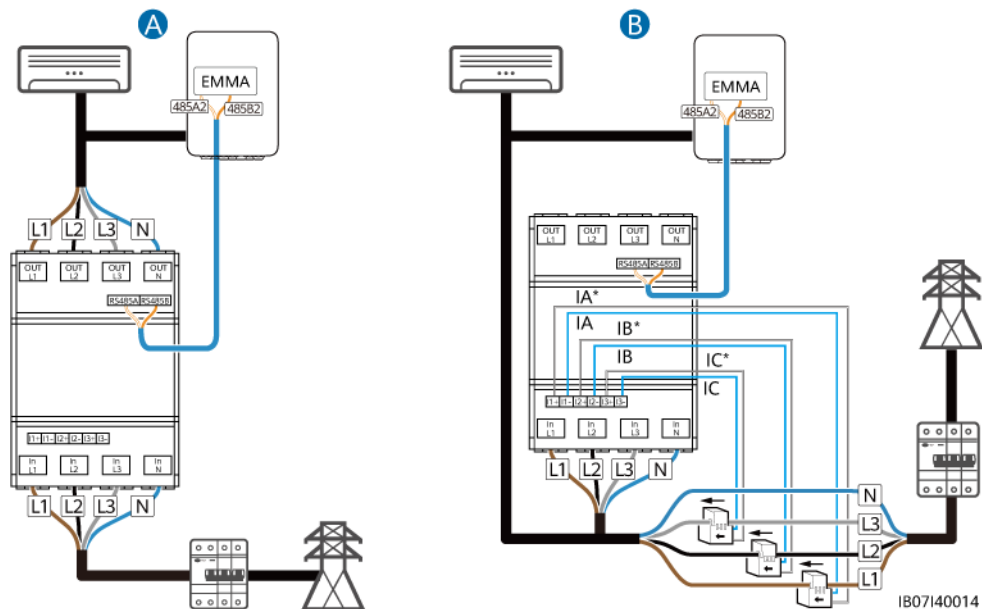 A
EMMA
485A2 485B2
L1 L2 L3 N
OUT L1 OUT L2 OUT L3 OUT N
RS485A RS485B
I1+ I1- I2+ I2- I3+ I3-
In L1 In L2 In L3 In N
L1 L2 L3 N
B
EMMA
485A2 485B2
OUT L1 OUT L2 OUT L3 OUT N
RS485A RS485B
IA*
IA
IB*
IB
IC*
IC
I1+ I1- I2+ I2- I3+ I3-
In L1 In L2 In L3 In N
L1 L2 L3 N
N
L3
L2
L1
IB07I40014